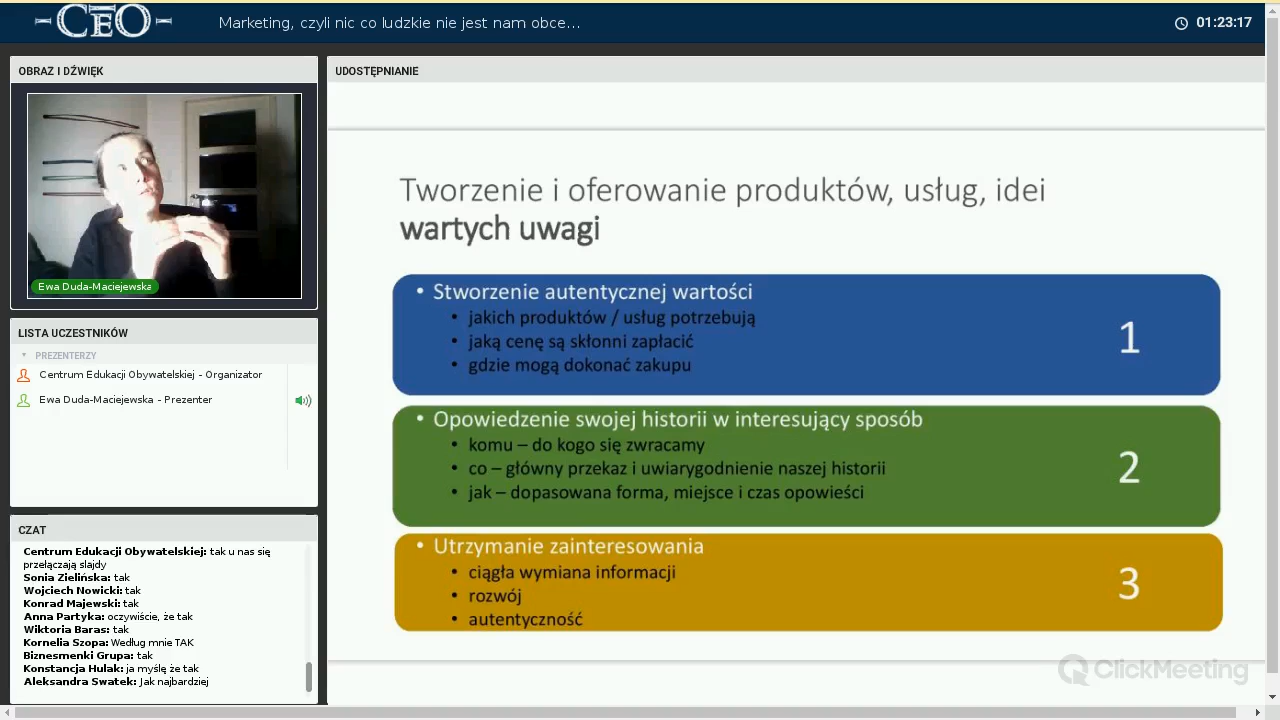 CEO
Marketing, czyli nic co ludzkie nie jest nam obce...
01:23:17
OBRAZ I DŹWIĘK
Ewa Duda-Maciejewska
LISTA UCZESTNIKÓW
PREZENTERZY
Centrum Edukacji Obywatelskiej - Organizator
Ewa Duda-Maciejewska - Prezenter
CZAT
Centrum Edukacji Obywatelskiej: tak u nas się
przełączają slajdy
Sonia Zielińska: tak
Wojciech Nowicki: tak
Konrad Majewski: tak
Anna Partyka: oczywiście, że tak
Wiktoria Baras: tak
Kornelia Szopa: Według mnie TAK
Biznesmenki Grupa: tak
Konstancja Hulak: ja myślę że tak
Aleksandra Swatek: Jak najbardziej
UDOSTĘPNIANIE
Tworzenie i oferowanie produktów, usług, idei
wartych uwagi
• Stworzenie autentycznej wartości
• jakich produktów / usług potrzebują
• jaką cenę są skłonni zapłacić
• gdzie mogą dokonać zakupu
1
• Opowiedzenie swojej historii w interesujący sposób
• komu – do kogo się zwracamy
• co – główny przekaz i uwiarygodnienie naszej historii
• jak – dopasowana forma, miejsce i czas opowieści
2
• Utrzymanie zainteresowania
• ciągła wymiana informacji
• rozwój
• autentyczność
3
ClickMeeting